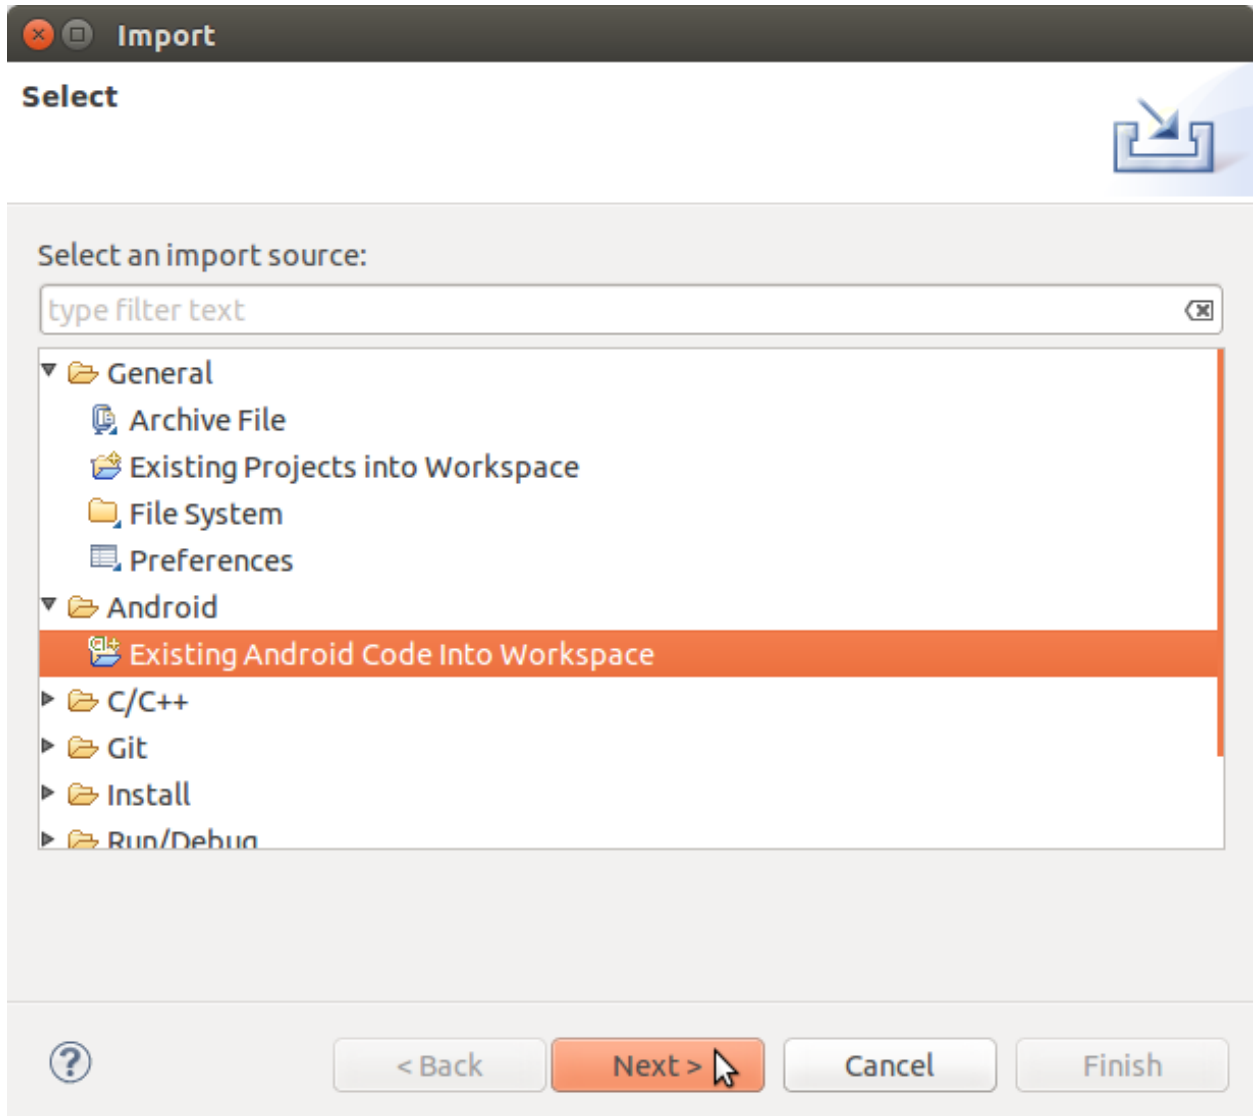 Import
Select
Select an import source:
type filter text
General
Archive File
Existing Projects into Workspace
File System
Preferences
Android
Existing Android Code Into Workspace
C/C++
Git
Install
Run/Debug
?
< Back
Next >
Cancel
Finish